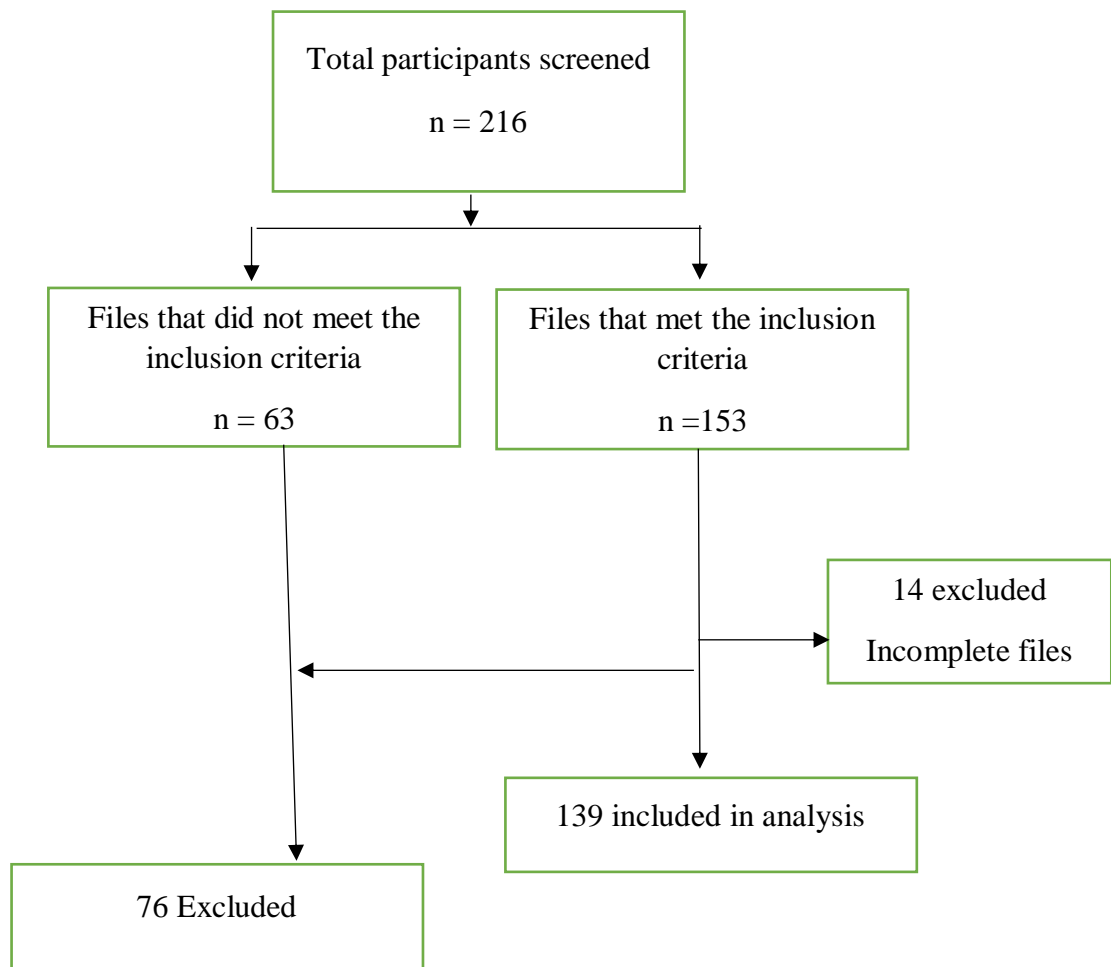 Total participants screened
n = 216
Files that did not meet the
inclusion criteria
n = 63
Files that met the inclusion
criteria
n =153
14 excluded
Incomplete files
139 included in analysis
76 Excluded